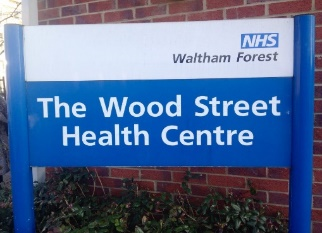 NHS
Waltham Forest
The Wood Street
Health Centre